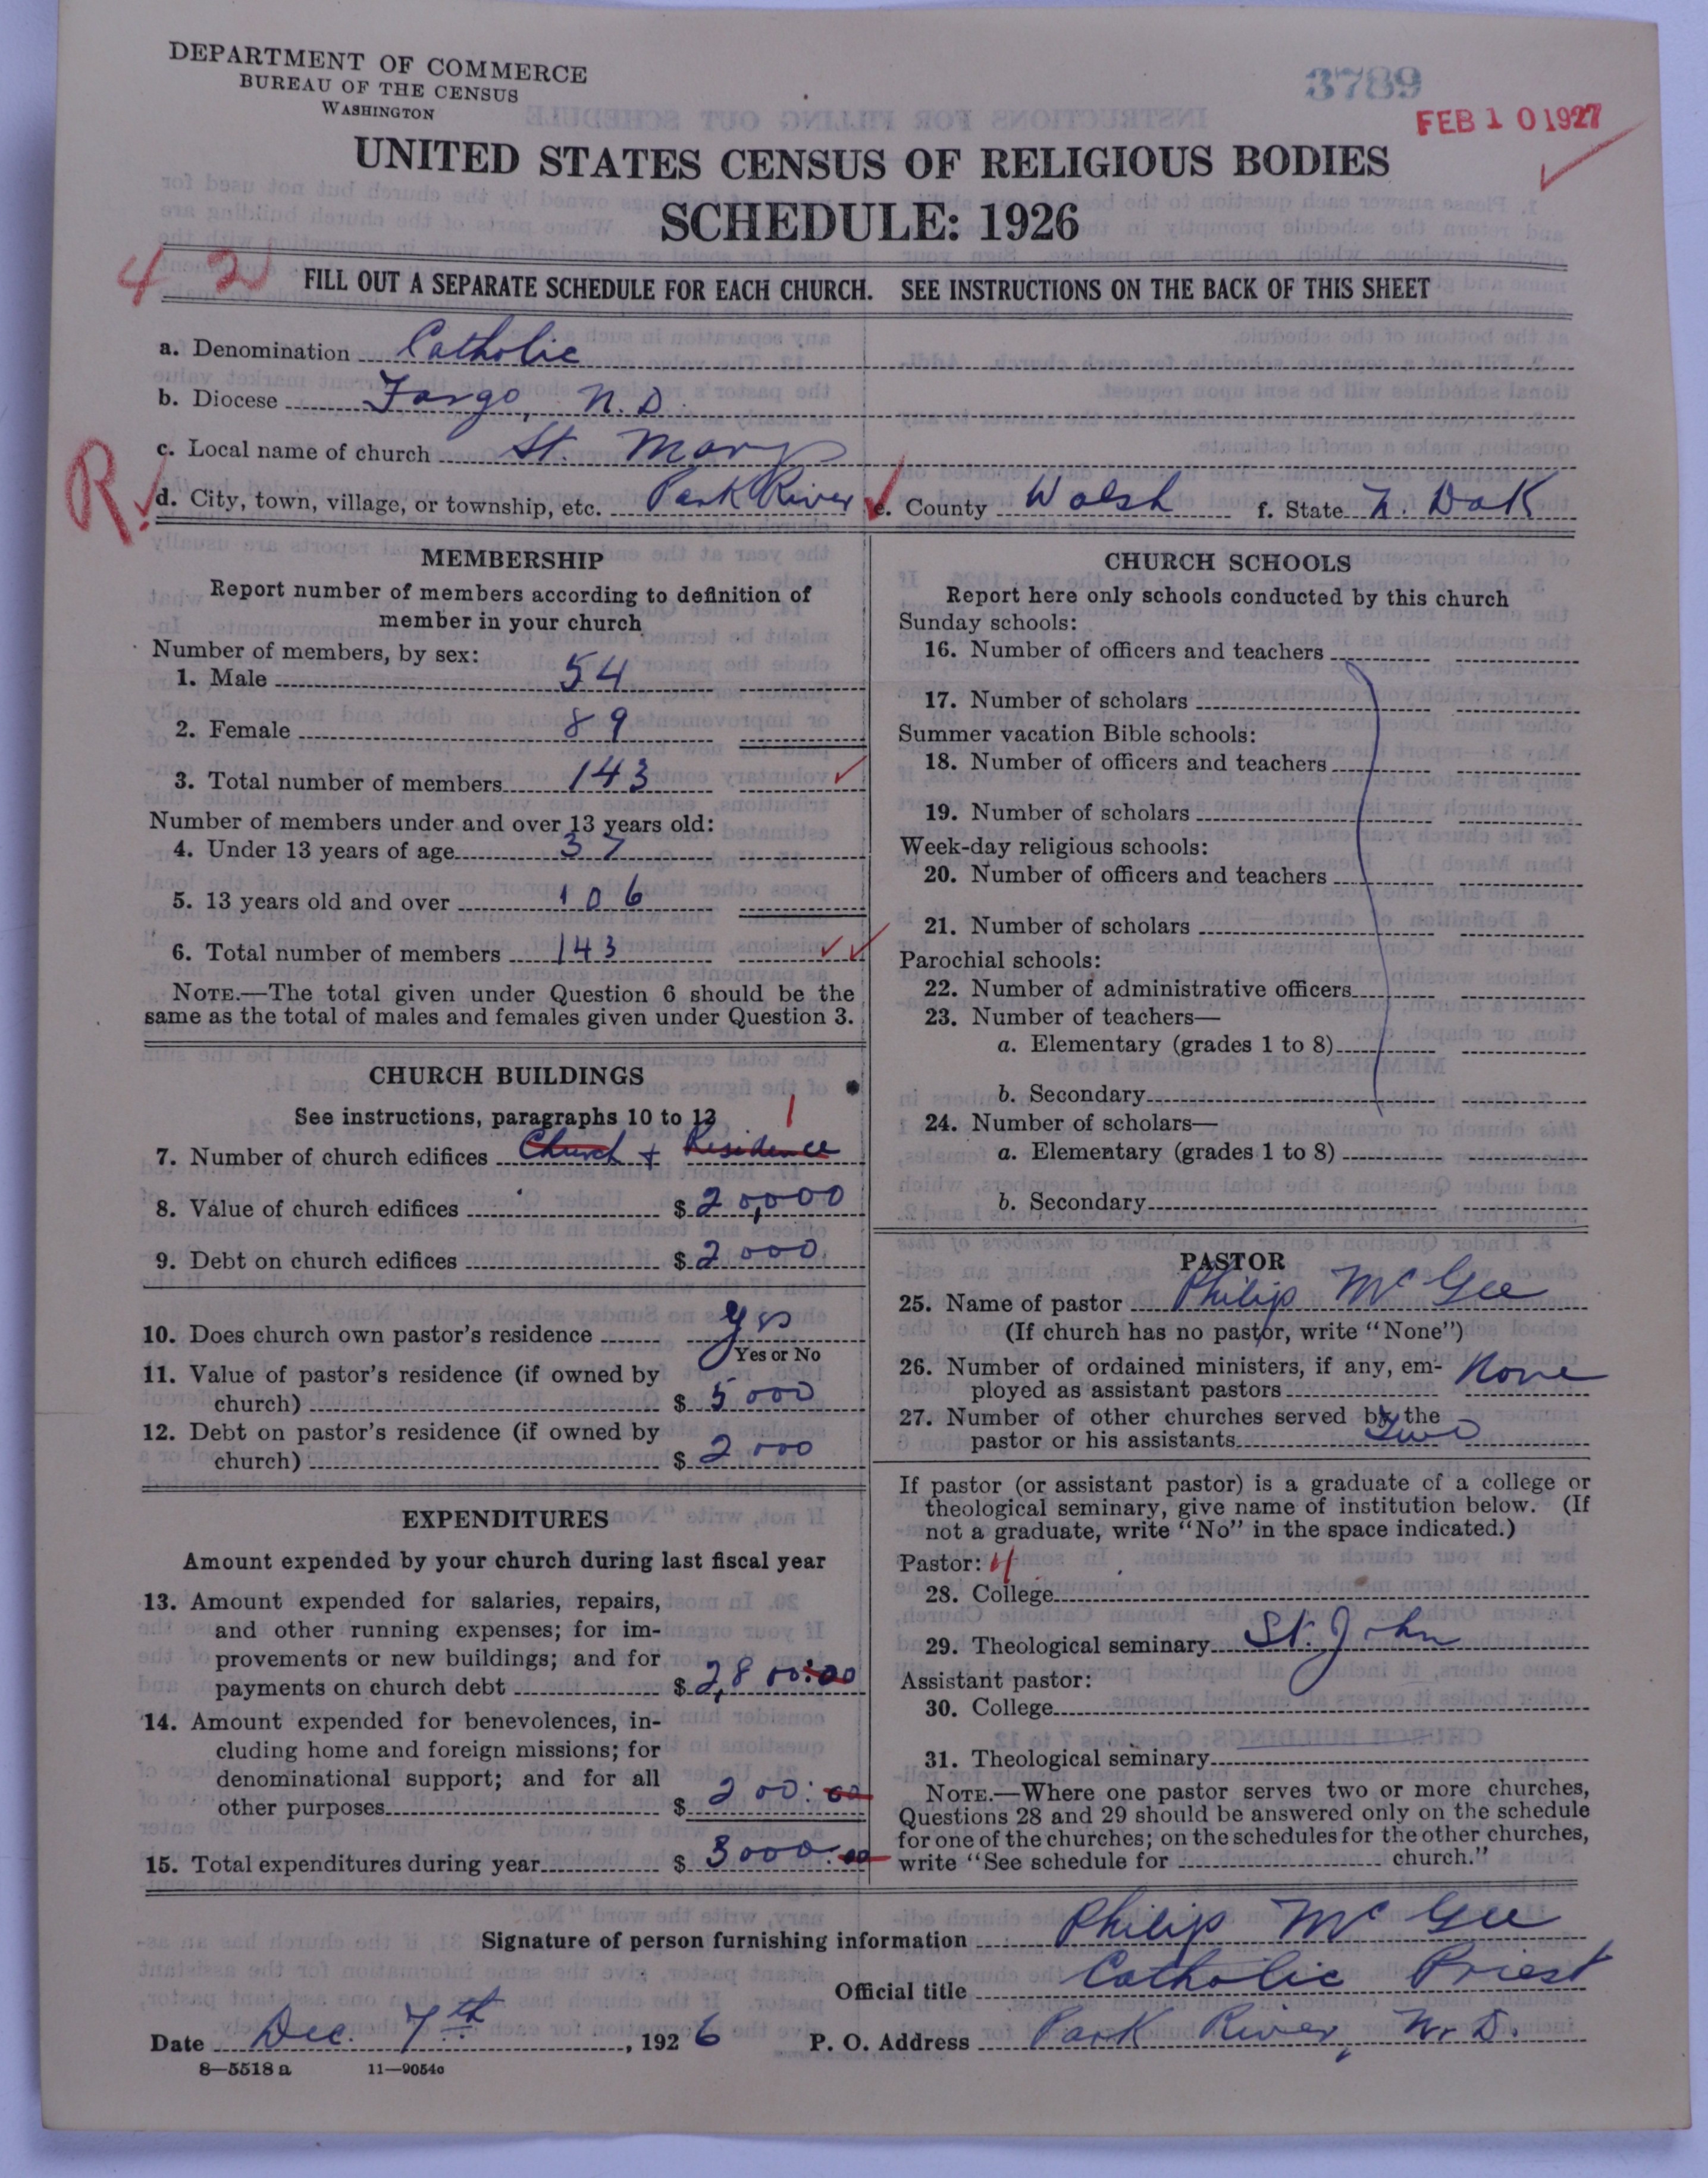 DEPARTMENT OF COMMERCE
BUREAU OF THE CENSUS
WASHINGTON
3789
FEB 10 1927
UNITED STATES CENSUS OF RELIGIOUS BODIES
SCHEDULE: 1926
42
FILL OUT A SEPARATE SCHEDULE FOR EACH CHURCH. SEE INSTRUCTIONS ON THE BACK OF THIS SHEET
a. Denomination Catholic
b. Diocese Fargo, N.D.
c. Local name of church St. Marys
R
d. City, town, village, or township, etc. Park River e. County Walsh f. State N. Dak
MEMBERSHIP
Report number of members according to definition of
member in your church
Number of members, by sex:
1. Male 54
2. Female 89
3. Total number of members 143
Number of members under and over 13 years old:
4. Under 13 years of age 37
5. 13 years old and over 106
6. Total number of members 143
NOTE.—The total given under Question 6 should be the
same as the total of males and females given under Question 3.
CHURCH BUILDINGS
See instructions, paragraphs 10 to 13
1
7. Number of church edifices Church + Residence
8. Value of church edifices $ 20,000
9. Debt on church edifices $ 2000
10. Does church own pastor's residence yes
Yes or No
11. Value of pastor's residence (if owned by
church) $ 5000
12. Debt on pastor's residence (if owned by
church) $ 2000
EXPENDITURES
Amount expended by your church during last fiscal year
13. Amount expended for salaries, repairs,
and other running expenses; for im-
provements or new buildings; and for
payments on church debt $ 2,800:00
14. Amount expended for benevolences, in-
cluding home and foreign missions; for
denominational support; and for all
other purposes $ 200:00
15. Total expenditures during year $ 3000:00
CHURCH SCHOOLS
Report here only schools conducted by this church
Sunday schools:
16. Number of officers and teachers
17. Number of scholars
Summer vacation Bible schools:
18. Number of officers and teachers
19. Number of scholars
Week-day religious schools:
20. Number of officers and teachers
21. Number of scholars
Parochial schools:
22. Number of administrative officers
23. Number of teachers—
a. Elementary (grades 1 to 8)
b. Secondary
24. Number of scholars—
a. Elementary (grades 1 to 8)
b. Secondary
PASTOR
25. Name of pastor Philip McGee
(If church has no pastor, write "None")
26. Number of ordained ministers, if any, em-
ployed as assistant pastors None
27. Number of other churches served by the
pastor or his assistants Two
If pastor (or assistant pastor) is a graduate of a college or
theological seminary, give name of institution below. (If
not a graduate, write "No" in the space indicated.)
Pastor: 4
28. College
29. Theological seminary St. John
Assistant pastor:
30. College
31. Theological seminary
NOTE.—Where one pastor serves two or more churches,
Questions 28 and 29 should be answered only on the schedule
for one of the churches; on the schedules for the other churches,
write "See schedule for church."
Signature of person furnishing information Philip McGee
Official title Catholic Priest
Date Dec. 7th, 1926 P. O. Address Park River, N. D.
8—5518 a 11—9054c